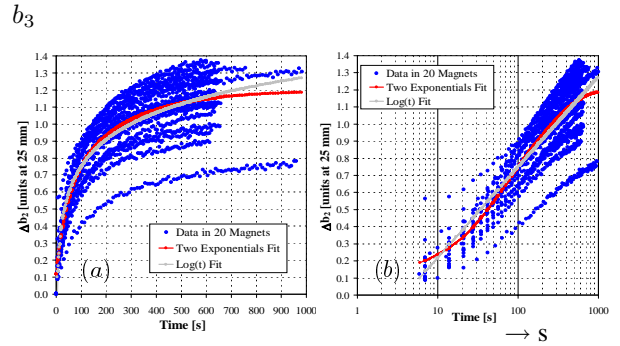 b3
1.4
1.3
1.2
1.1
1.0
0.9
0.8
0.7
0.6
0.5
0.4
0.3
0.2
0.1
0.0
Δb2 [units at 25 mm]
Data in 20 Magnets
Two Exponentials Fit
Log(t) Fit
(a)
0 100 200 300 400 500 600 700 800 900 1000
Time [s]
1.4
1.3
1.2
1.1
1.0
0.9
0.8
0.7
0.6
0.5
0.4
0.3
0.2
0.1
0.0
Δb2 [units at 25 mm]
Data in 20 Magnets
Two Exponentials Fit
Log(t) Fit
(b)
1 10 100 1000
Time [s]
→ s